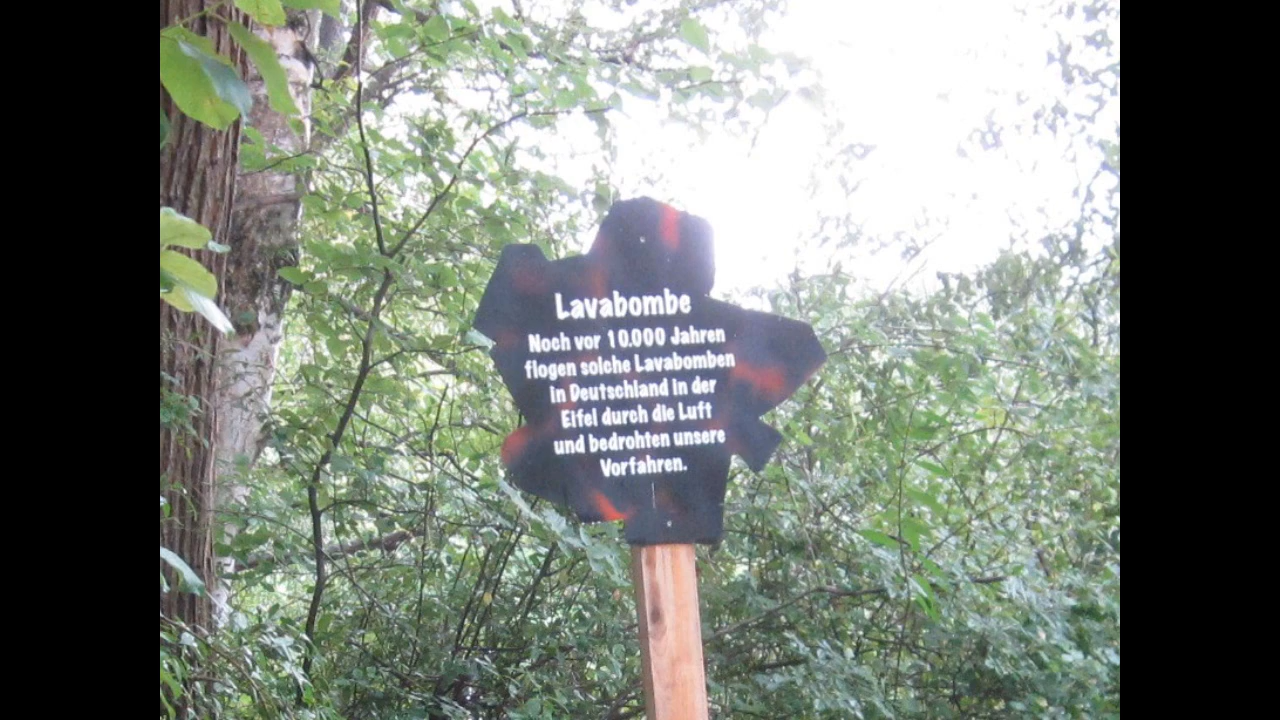 Lavabombe
Noch vor 10.000 Jahren
flogen solche Lavabomben
in Deutschland in der
Eifel durch die Luft
und bedrohten unsere
Vorfahren.